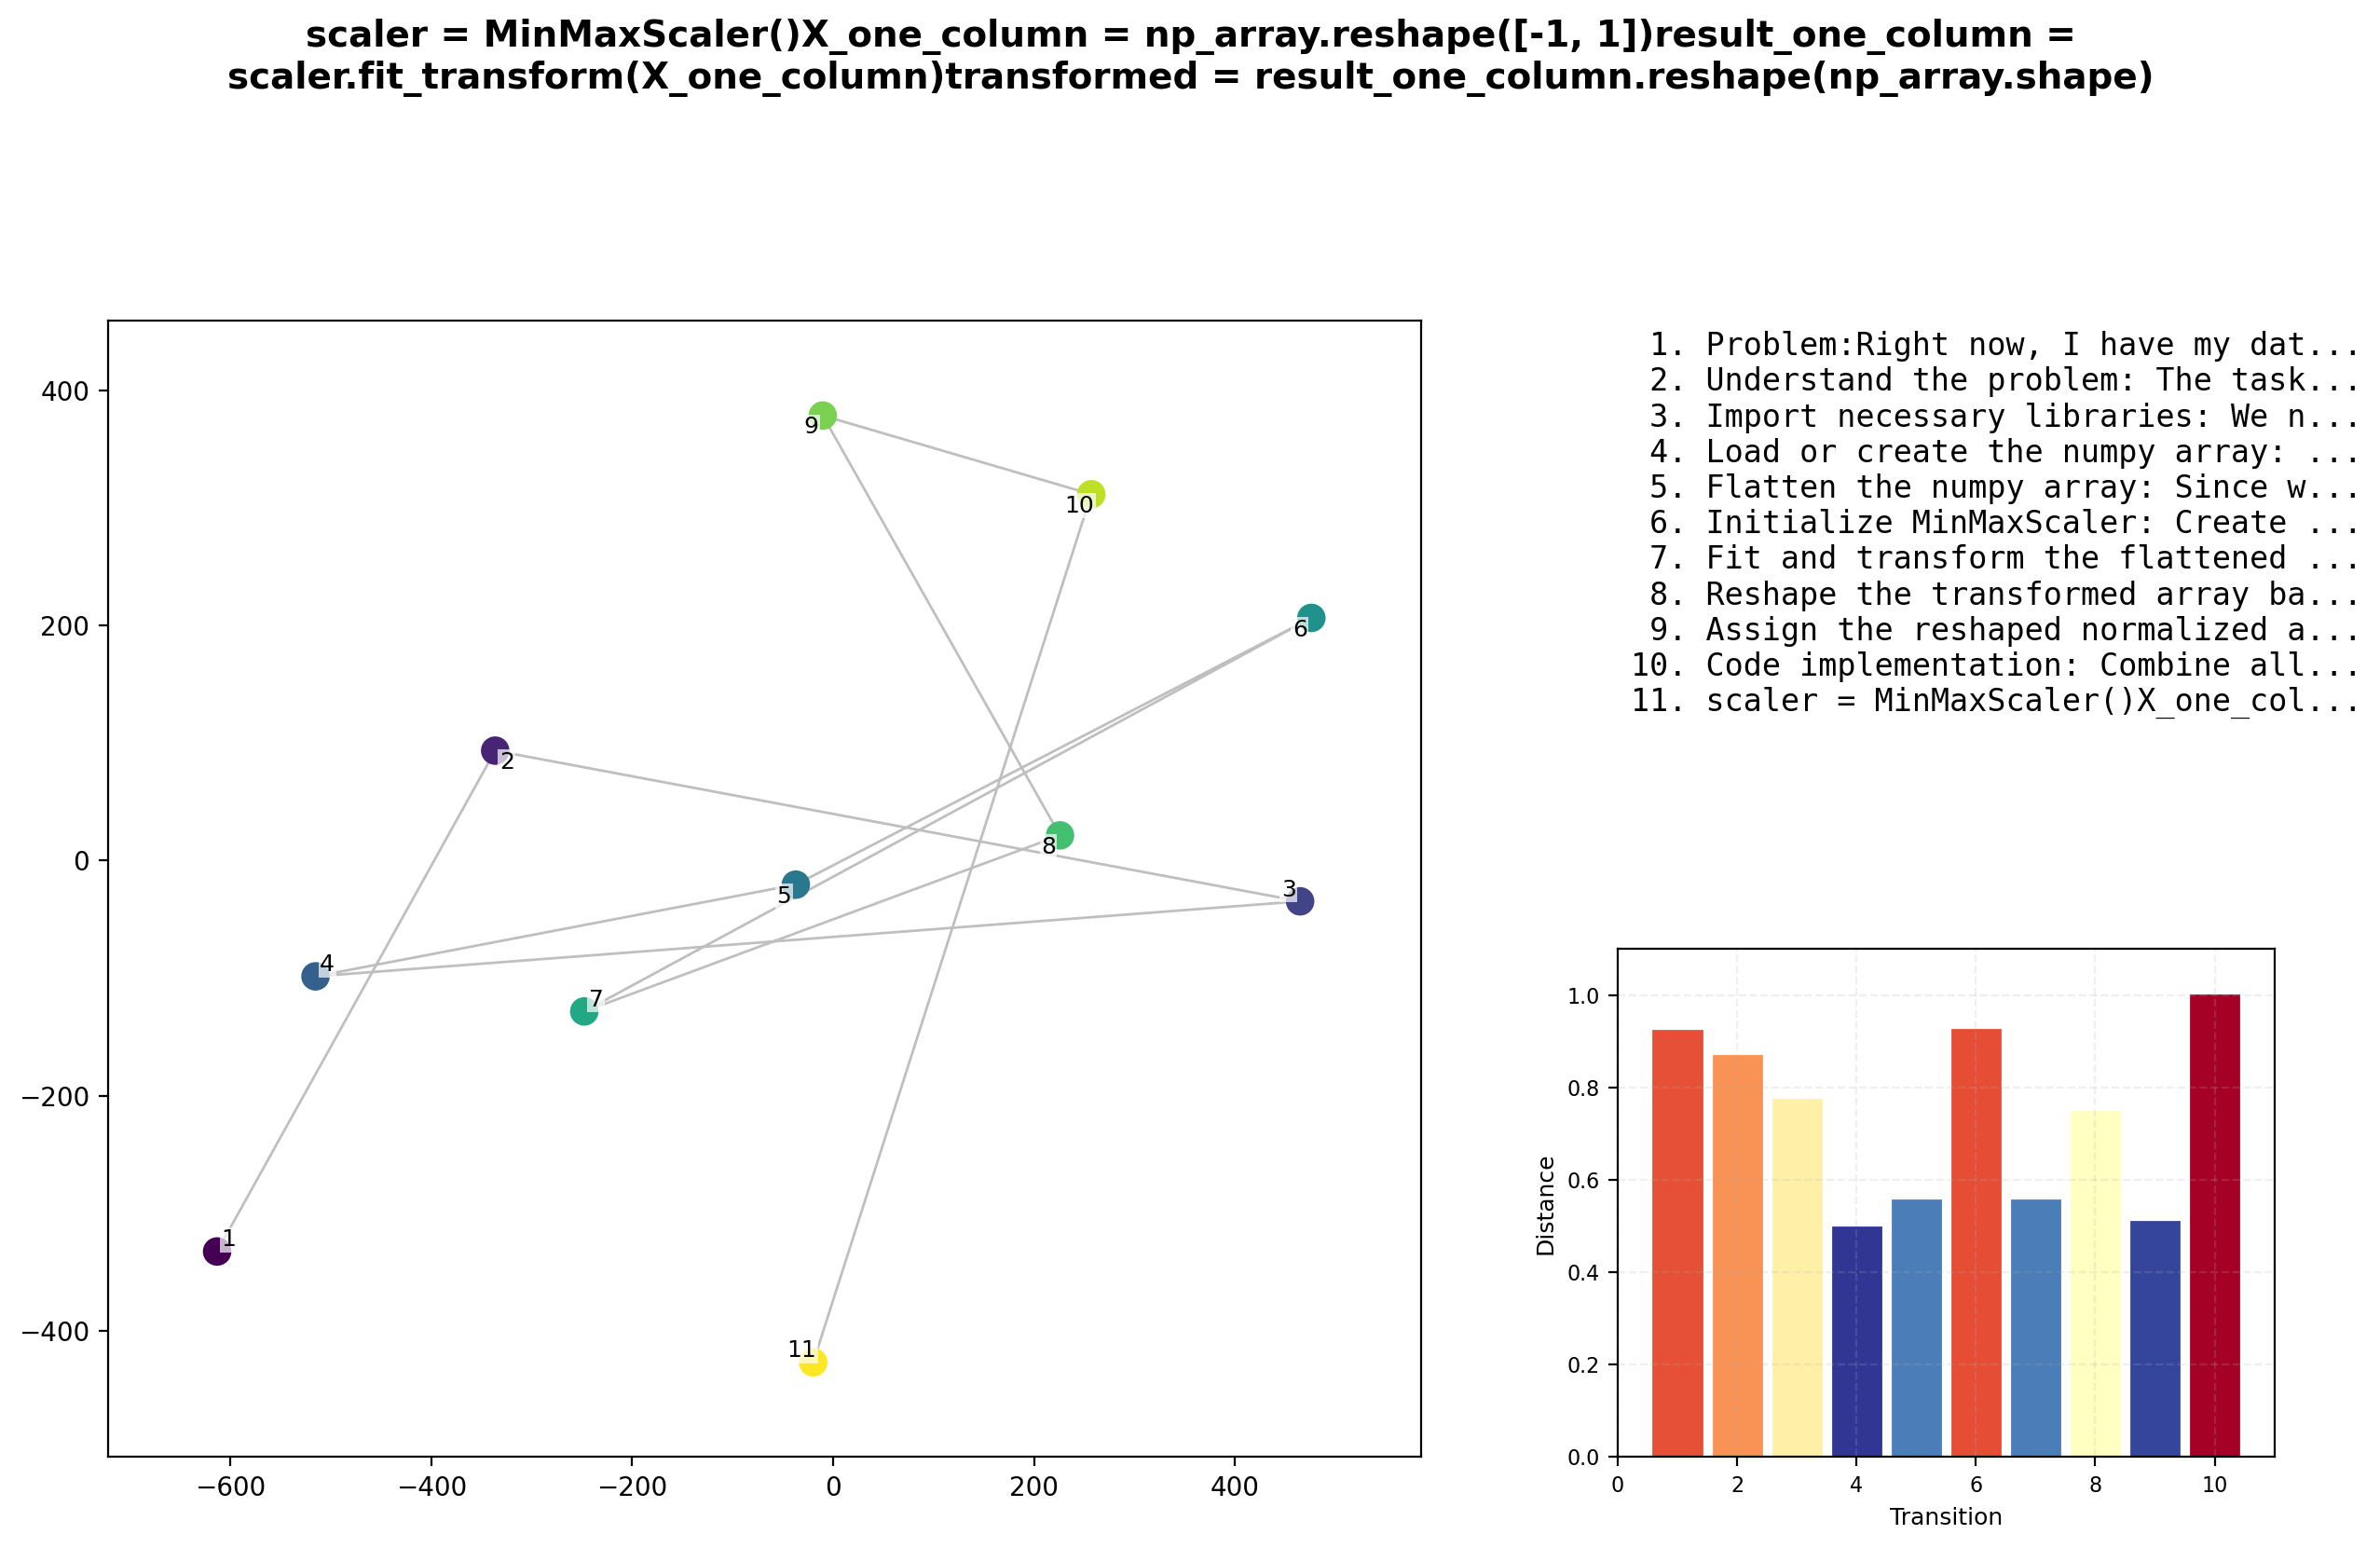 scaler = MinMaxScaler()X_one_column = np_array.reshape([-1, 1])result_one_column =
scaler.fit_transform(X_one_column)transformed = result_one_column.reshape(np_array.shape)
400
200
0
−200
−400
−600
−400
−200
0
200
400
1
2
3
4
5
6
7
8
9
10
11
1. Problem:Right now, I have my dat...
2. Understand the problem: The task...
3. Import necessary libraries: We n...
4. Load or create the numpy array: ...
5. Flatten the numpy array: Since w...
6. Initialize MinMaxScaler: Create ...
7. Fit and transform the flattened ...
8. Reshape the transformed array ba...
9. Assign the reshaped normalized a...
10. Code implementation: Combine all...
11. scaler = MinMaxScaler()X_one_col...
Distance
1.0
0.8
0.6
0.4
0.2
0.0
0
2
4
6
8
10
Transition